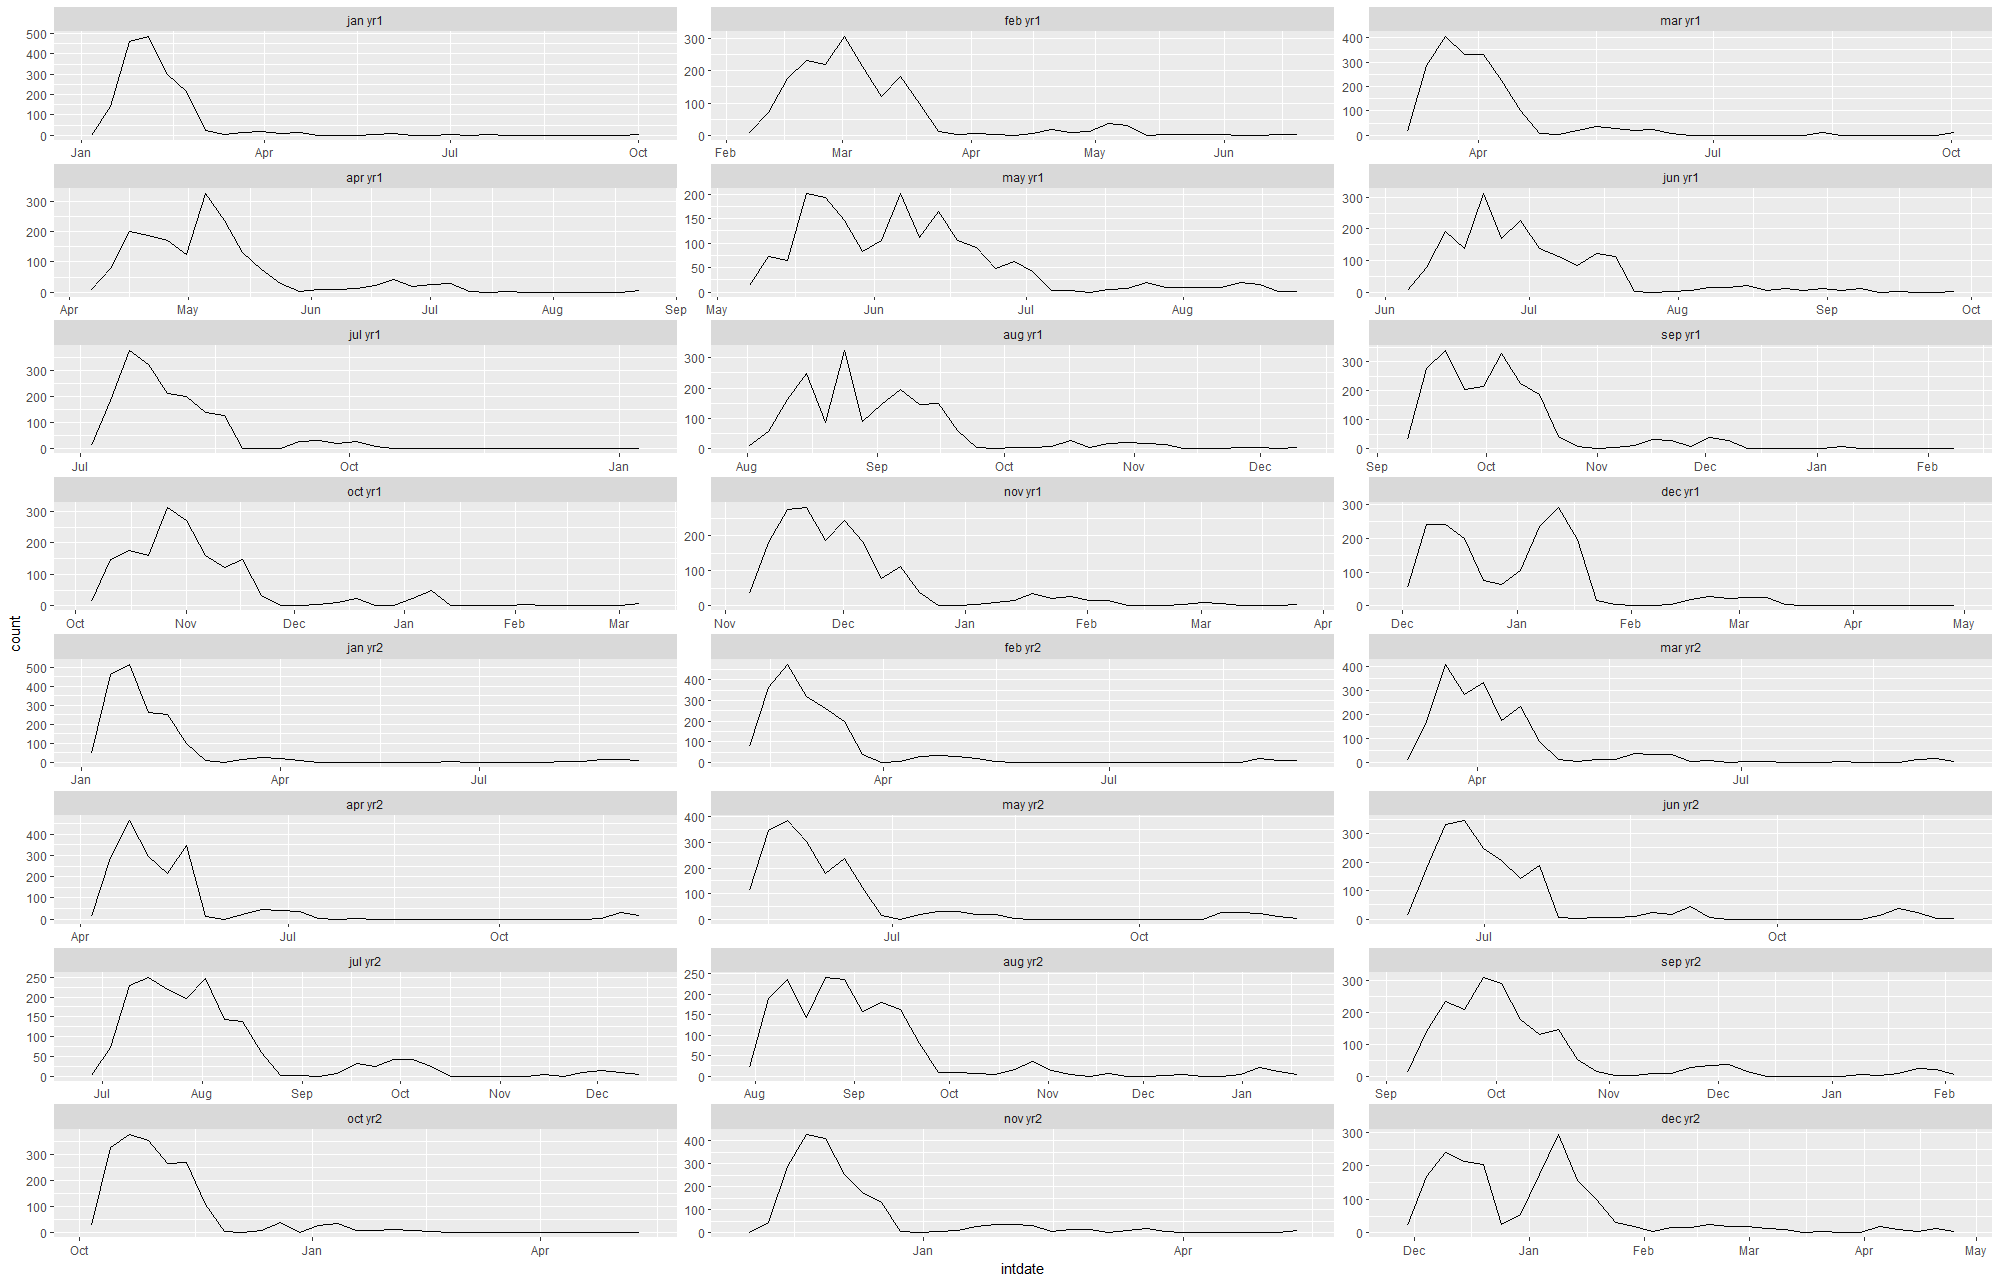 jan yr1 feb yr1 mar yr1
500 400 300 200 100 0
300 200 100 0
400 300 200 100 0
Jan Apr Jul Oct
Feb Mar Apr May Jun
Apr Jul Oct
apr yr1 may yr1 jun yr1
300 200 100 0
200 150 100 50 0
300 200 100 0
Apr May Jun Jul Aug Sep
May Jun Jul Aug
Jun Jul Aug Sep Oct
jul yr1 aug yr1 sep yr1
300 200 100 0
300 200 100 0
300 200 100 0
Jul Oct Jan
Aug Sep Oct Nov Dec
Sep Oct Nov Dec Jan Feb
oct yr1 nov yr1 dec yr1
300 200 100 0
200 100 0
300 200 100 0
Oct Nov Dec Jan Feb Mar
Nov Dec Jan Feb Mar Apr
Dec Jan Feb Mar Apr May
count
jan yr2 feb yr2 mar yr2
500 400 300 200 100 0
400 300 200 100 0
400 300 200 100 0
Jan Apr Jul
Apr Jul
Apr Jul
apr yr2 may yr2 jun yr2
400 300 200 100 0
400 300 200 100 0
300 200 100 0
Apr Jul Oct
Jul Oct
Jul Oct
jul yr2 aug yr2 sep yr2
250 200 150 100 50 0
250 200 150 100 50 0
300 200 100 0
Jul Aug Sep Oct Nov Dec
Aug Sep Oct Nov Dec Jan
Sep Oct Nov Dec Jan Feb
oct yr2 nov yr2 dec yr2
300 200 100 0
400 300 200 100 0
300 200 100 0
Oct Jan Apr
Jan Apr
Dec Jan Feb Mar Apr May
intdate